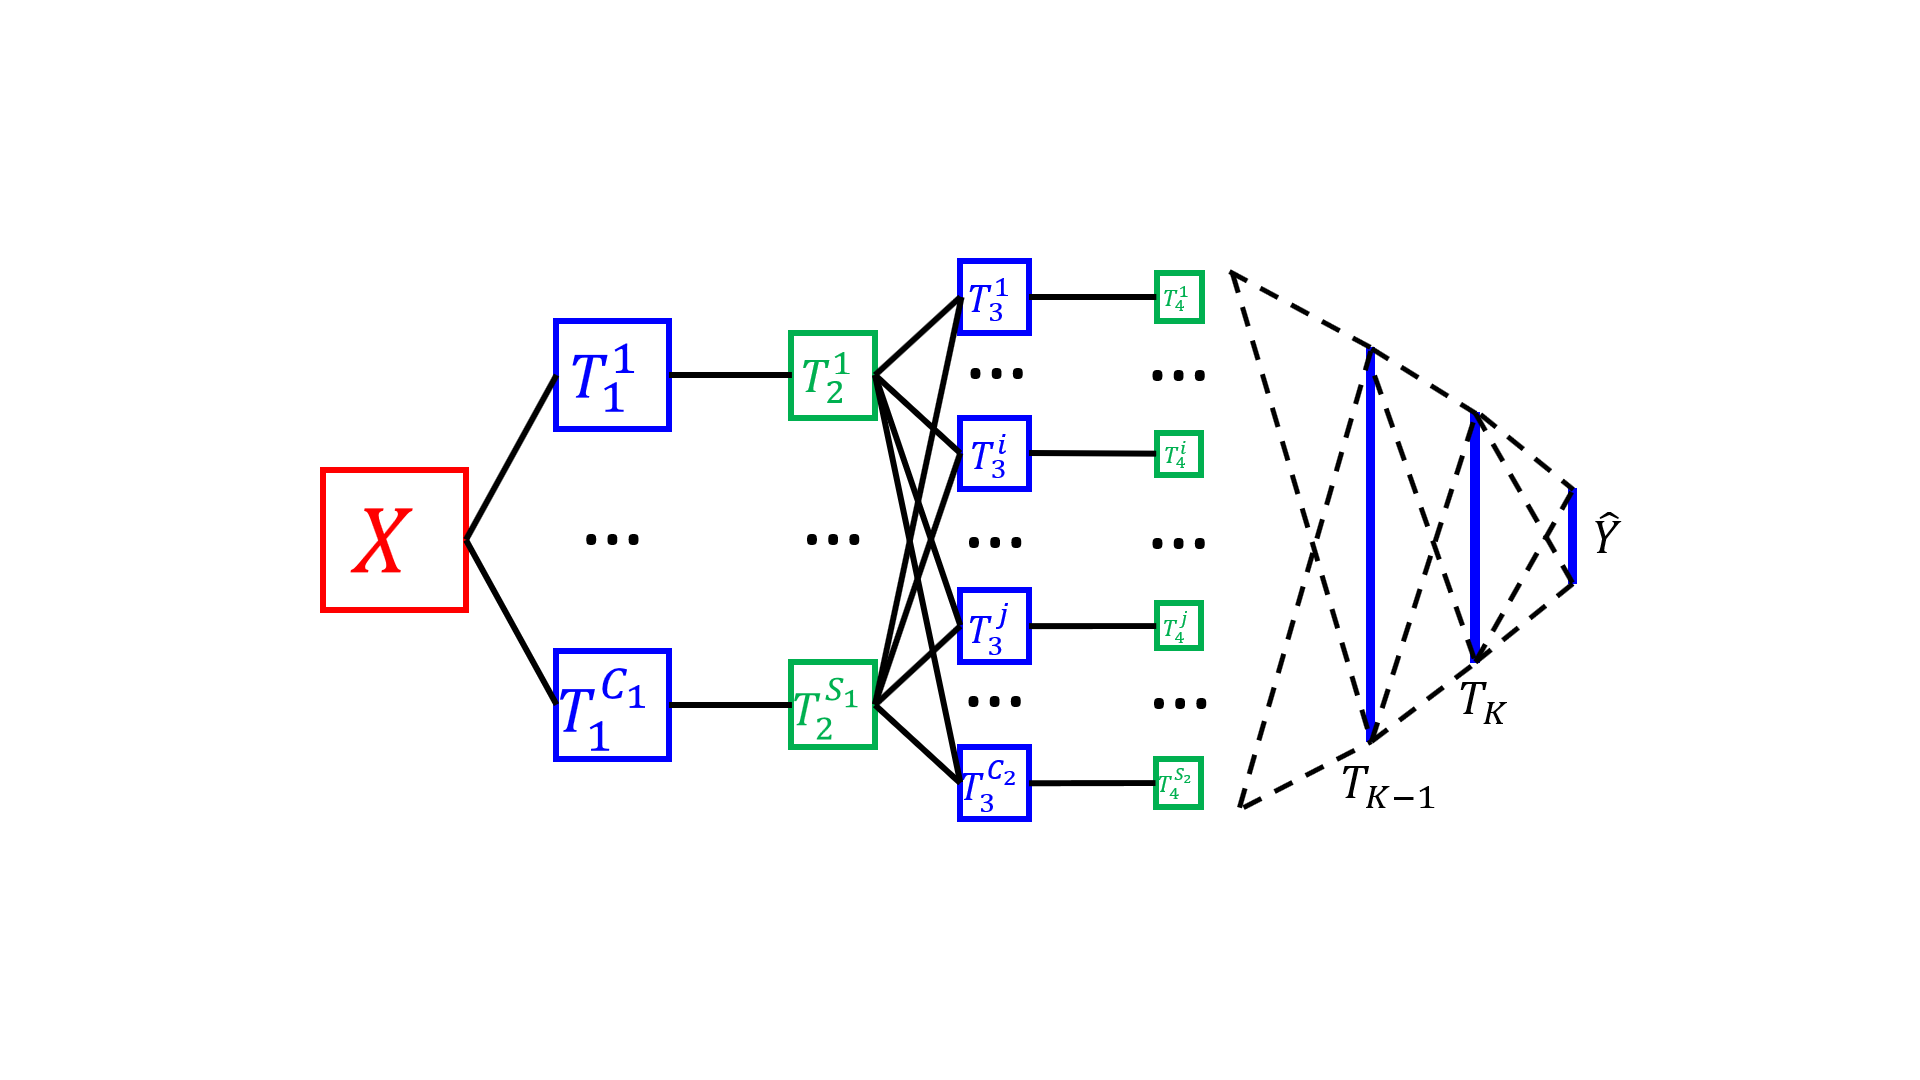 X
T_1^1
...
T_1^{C_1}
T_2^1
...
T_2^{S_1}
T_3^1
...
T_3^i
...
T_3^j
...
T_3^{C_2}
T_4^1
...
T_4^i
...
T_4^j
...
T_4^{S_2}
T_{K-1}
T_K
Ŷ